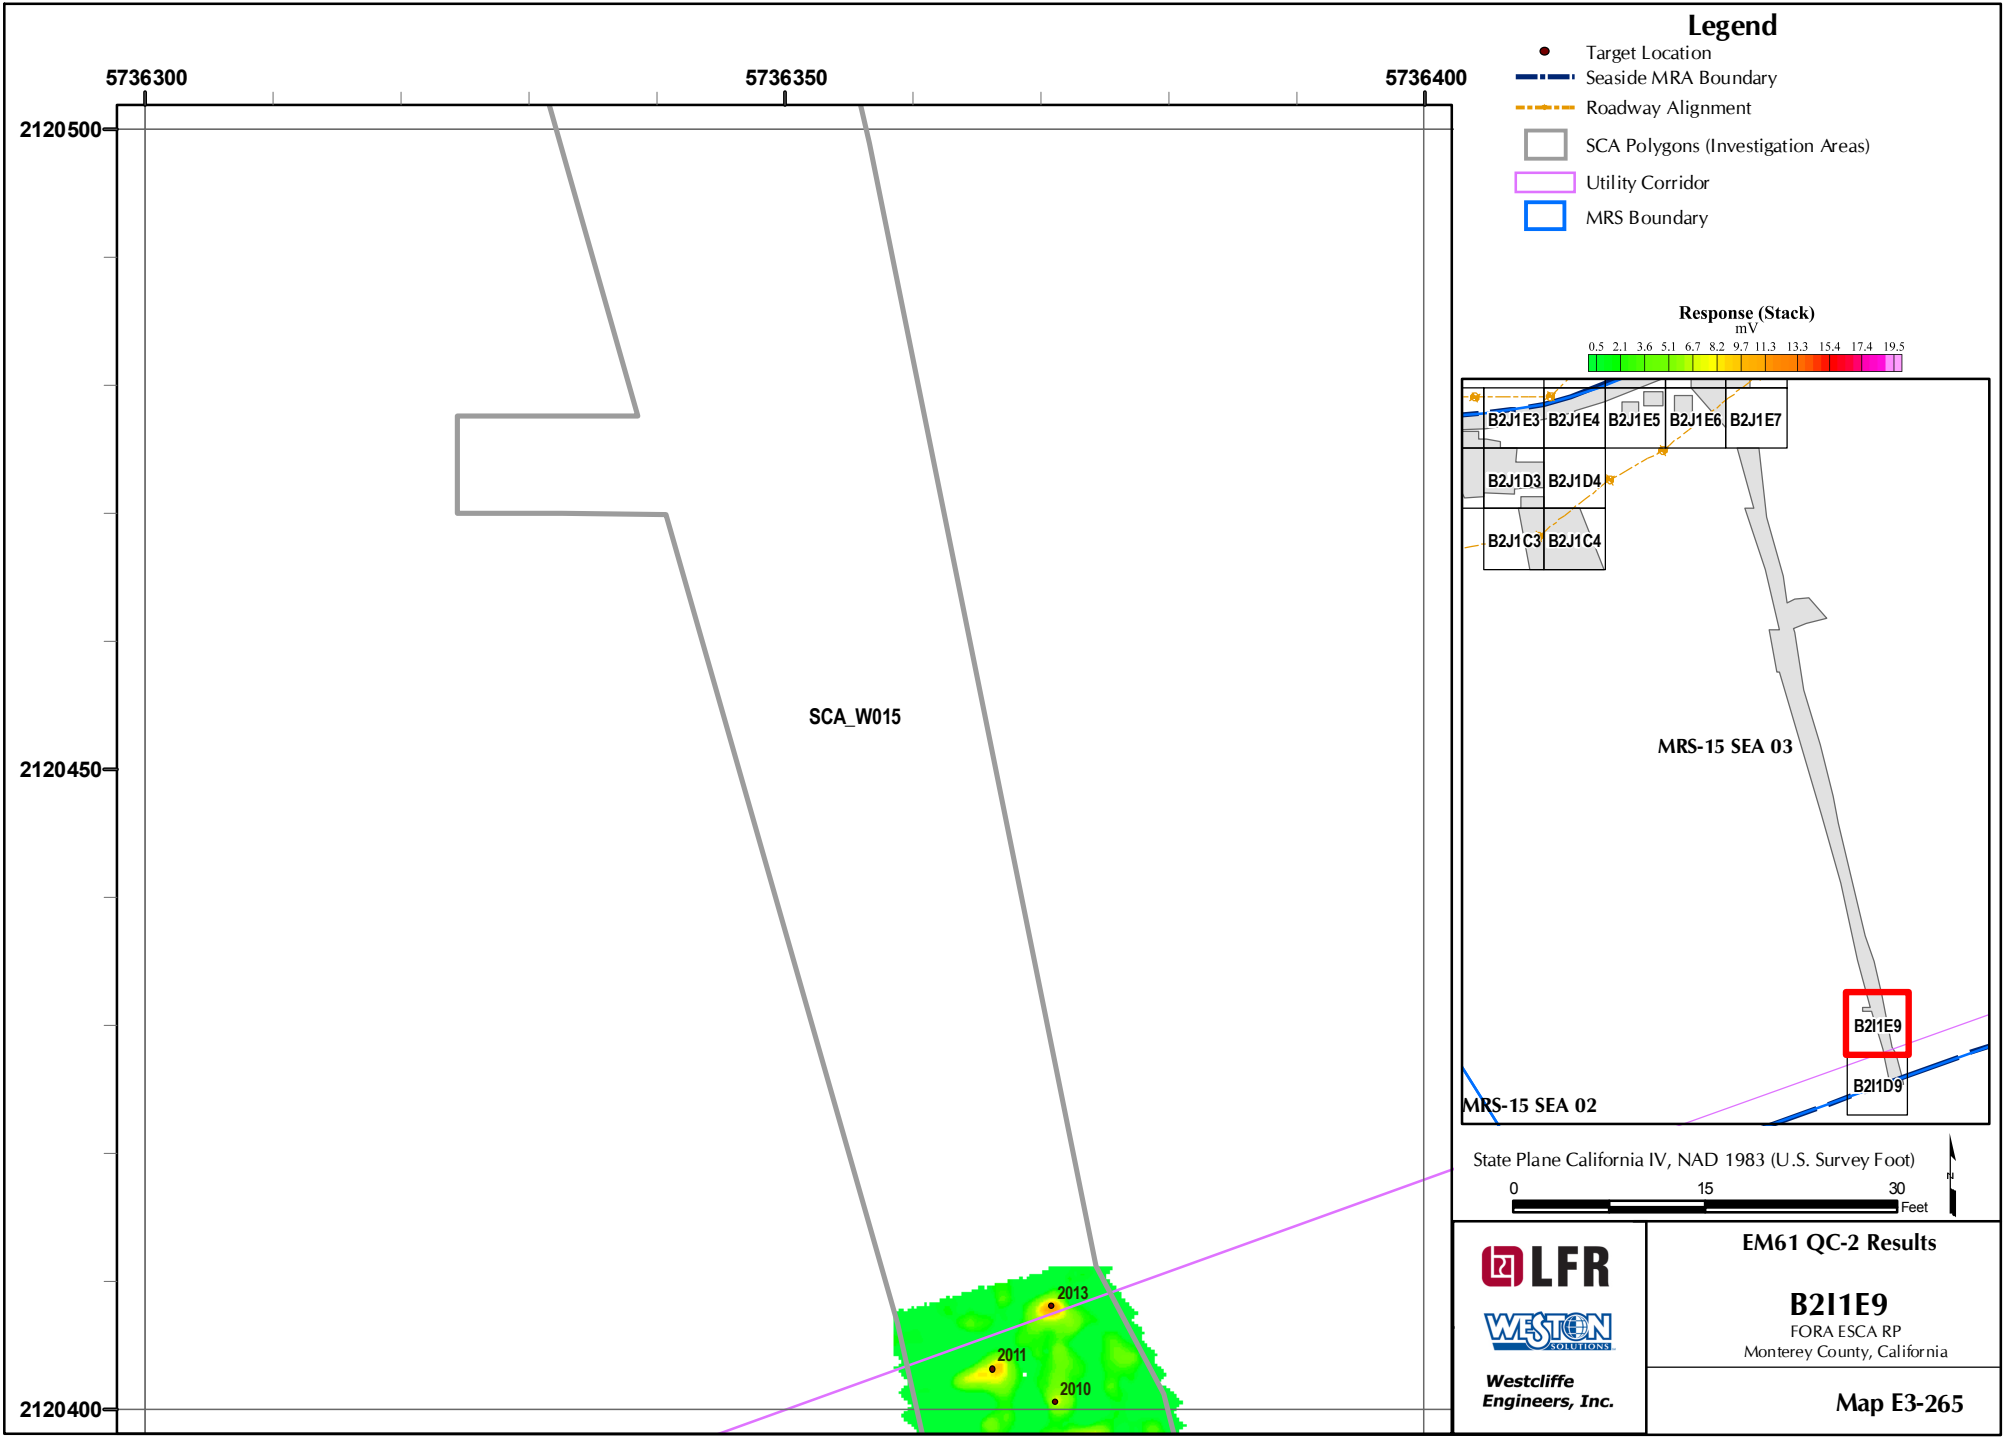 Legend
Target Location
Seaside MRA Boundary
Roadway Alignment
SCA Polygons (Investigation Areas)
Utility Corridor
MRS Boundary
5736300 5736350 5736400
2120500
2120450
2120400
SCA_W015
2013
2011
2010
Response (Stack)
mV
0.5 2.1 3.6 5.1 6.7 8.2 9.7 11.3 13.3 15.4 17.4 19.5
B2J1E3 B2J1E4 B2J1E5 B2J1E6 B2J1E7
B2J1D3 B2J1D4
B2J1C3 B2J1C4
MRS-15 SEA 03
B2I1E9
B2I1D9
MRS-15 SEA 02
State Plane California IV, NAD 1983 (U.S. Survey Foot)
N
0 15 30
Feet
LFR
WESTON
SOLUTIONS
Westcliffe
Engineers, Inc.
EM61 QC-2 Results
B2I1E9
FORA ESCA RP
Monterey County, California
Map E3-265